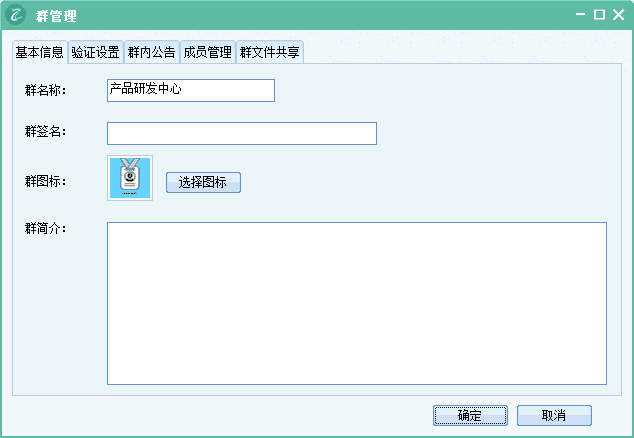 群管理
基本信息 验证设置 群内公告 成员管理 群文件共享
群名称： 产品研发中心
群签名：
群图标： 选择图标
群简介：
确定 取消